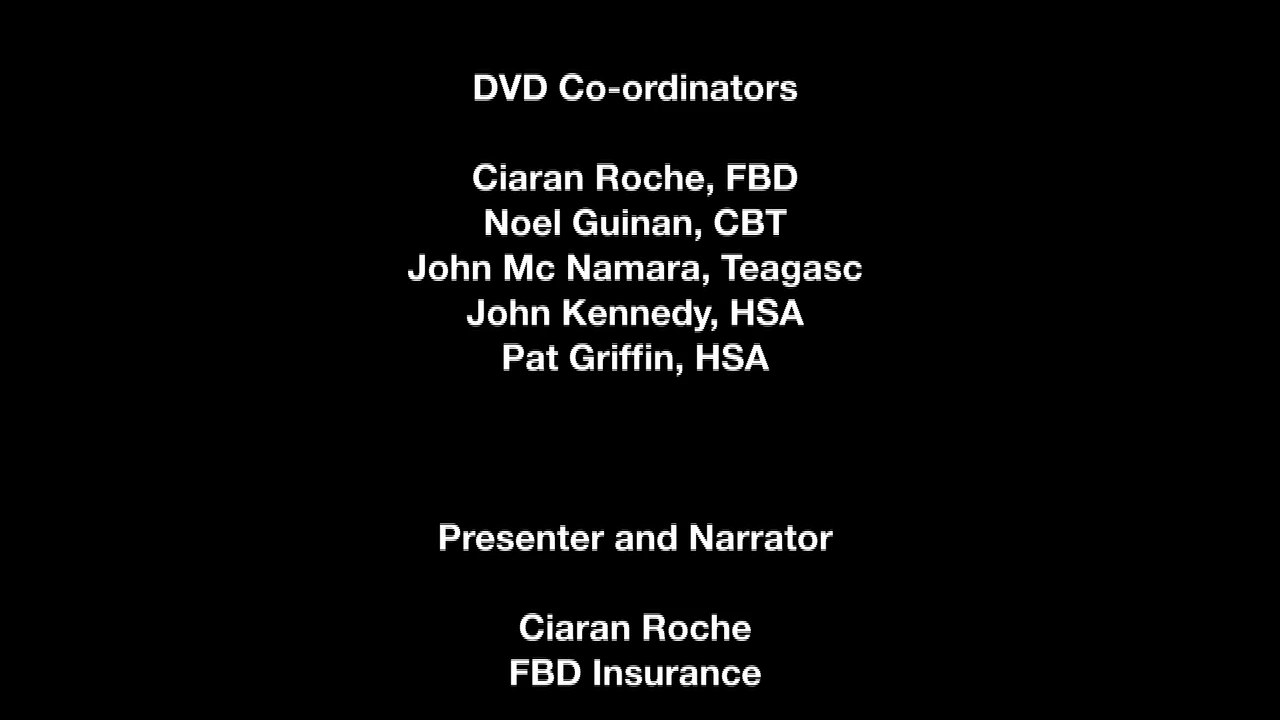 DVD Co-ordinators
Ciaran Roche, FBD
Noel Guinan, CBT
John Mc Namara, Teagasc
John Kennedy, HSA
Pat Griffin, HSA
Presenter and Narrator
Ciaran Roche
FBD Insurance